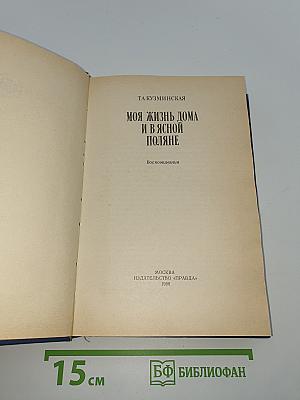 Т А КУЗМИНСКАЯ
МОЯ ЖИЗНЬ ДОМА
И В ЯСНОЙ
ПОЛЯНЕ
Воспоминания
МОСКВА
ИЗДАТЕЛЬСТВО «ПРАВДА»
15 см
БФ БИБЛИОФАН